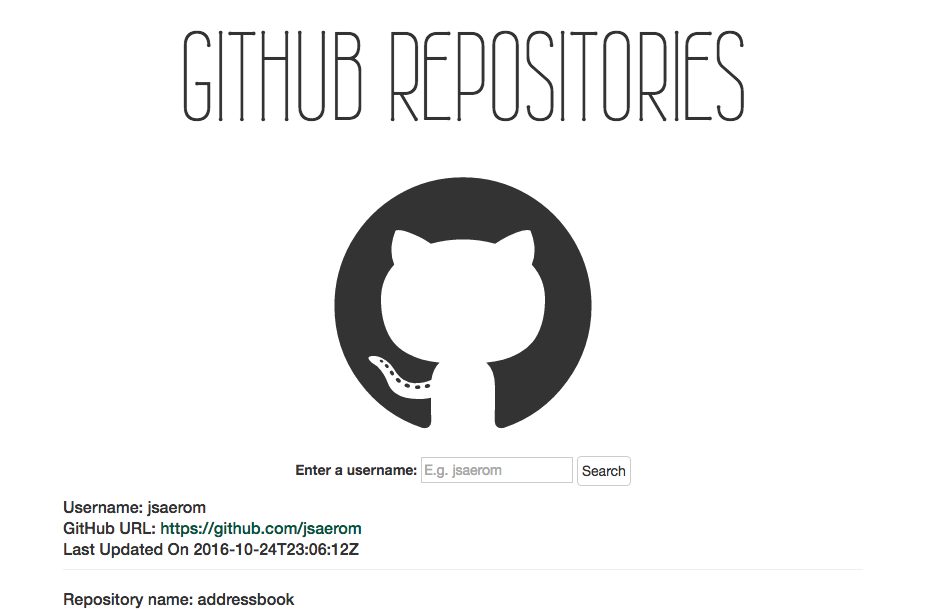 GITHUB REPOSITORIES
Enter a username: E.g. jsaerom Search
Username: jsaerom
GitHub URL: https://github.com/jsaerom
Last Updated On 2016-10-24T23:06:12Z
Repository name: addressbook